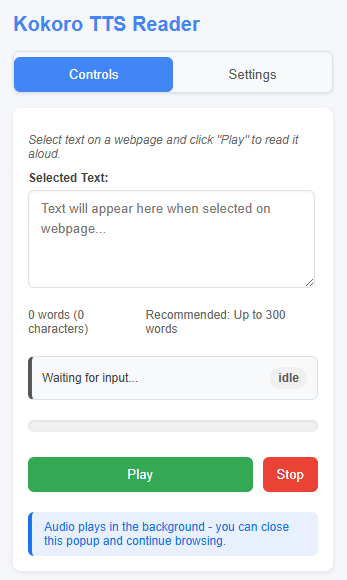 Kokoro TTS Reader
Controls Settings
Select text on a webpage and click "Play" to read it
aloud.
Selected Text:
Text will appear here when selected on
webpage...
0 words (0
characters)
Recommended: Up to 300
words
Waiting for input... idle
Play Stop
Audio plays in the background - you can close
this popup and continue browsing.